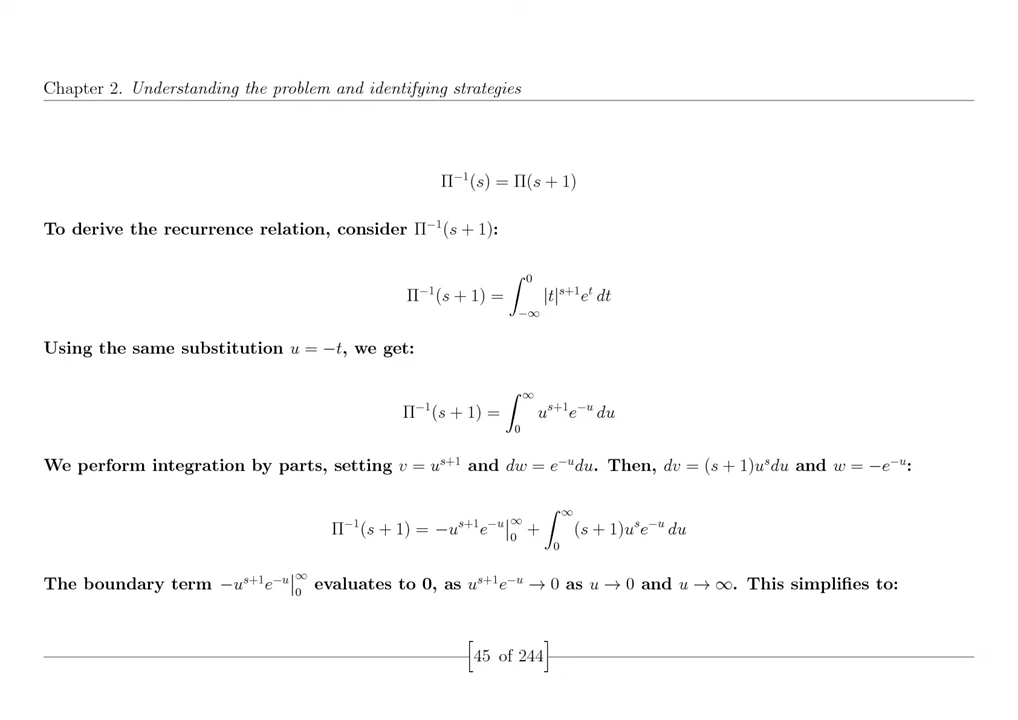 Chapter 2. Understanding the problem and identifying strategies
Π⁻¹(s) = Π(s + 1)
To derive the recurrence relation, consider Π⁻¹(s + 1):
Π⁻¹(s + 1) = ∫_{−∞}^{0} |t|^{s+1} e^t dt
Using the same substitution u = −t, we get:
Π⁻¹(s + 1) = ∫_0^∞ u^{s+1} e^{−u} du
We perform integration by parts, setting v = u^{s+1} and dw = e^{−u}du. Then, dv = (s + 1)u^s du and w = −e^{−u}:
Π⁻¹(s + 1) = −u^{s+1}e^{−u}|_0^∞ + ∫_0^∞ (s + 1)u^s e^{−u} du
The boundary term −u^{s+1}e^{−u}|_0^∞ evaluates to 0, as u^{s+1}e^{−u} → 0 as u → 0 and u → ∞. This simplifies to:
[45 of 244]